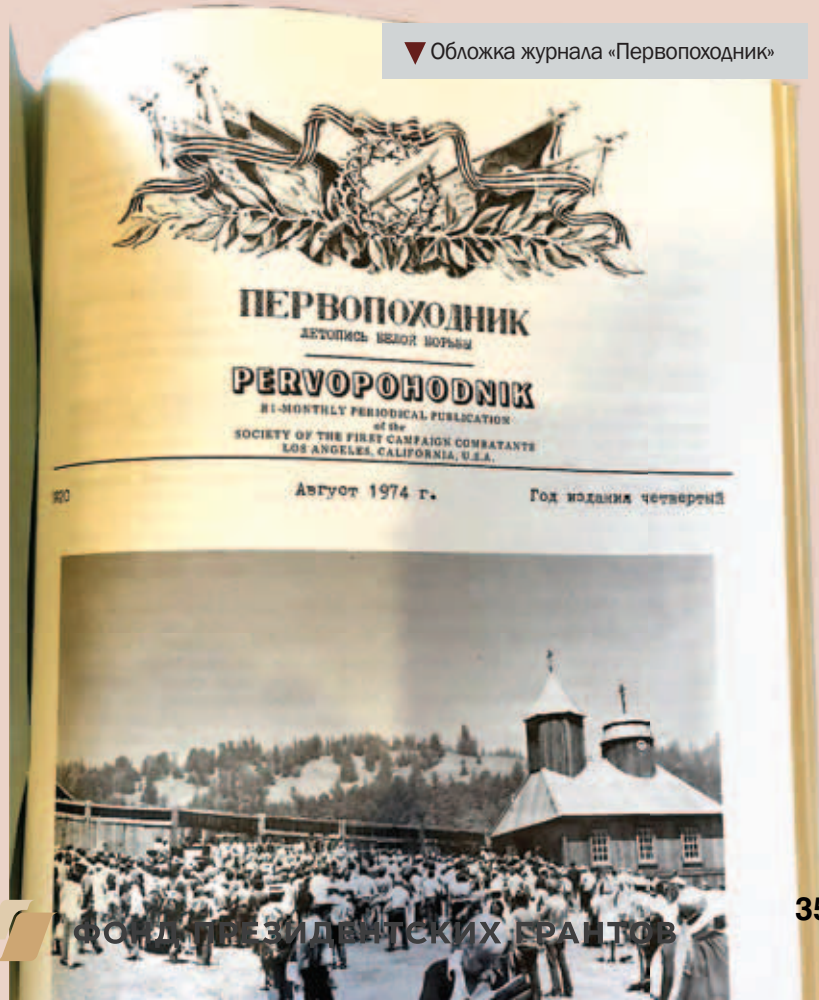 Обложка журнала «Первопоходник»
ПЕРВОПОХОДНИК
ЛЕТОПИСЬ БЕЛОЙ БОРЬБЫ
PERVOPOHODNIK
BI-MONTHLY PERIODICAL PUBLICATION
of the
SOCIETY OF THE FIRST CAMPAIGN COMBATANTS
LOS ANGELES, CALIFORNIA, U.S.A.
Август 1974 г. Год издания четвертый
35
ФОНД ПРЕЗИДЕНТСКИХ ГРАНТОВ